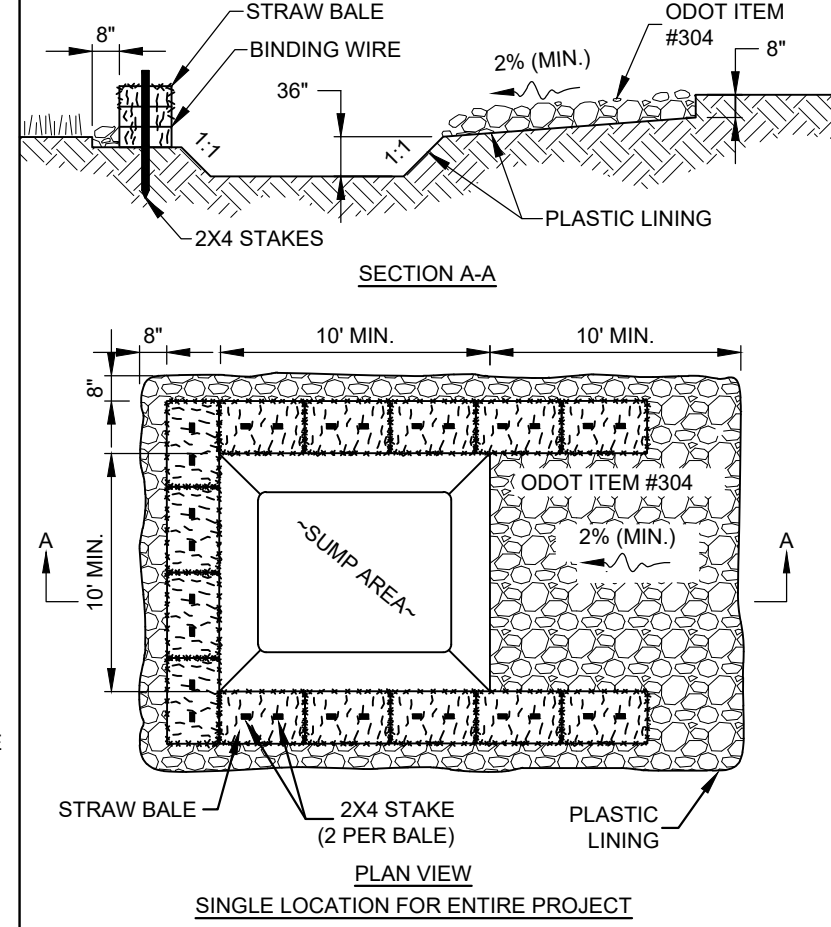 STRAW BALE
ODOT ITEM
#304
8"
BINDING WIRE
2% (MIN.)
8"
36"
1:1
1:1
PLASTIC LINING
2X4 STAKES
SECTION A-A
8"
10' MIN.
10' MIN.
8"
ODOT ITEM #304
~SUMP AREA~
2% (MIN.)
A
A
10' MIN.
STRAW BALE
2X4 STAKE
(2 PER BALE)
PLASTIC
LINING
PLAN VIEW
SINGLE LOCATION FOR ENTIRE PROJECT